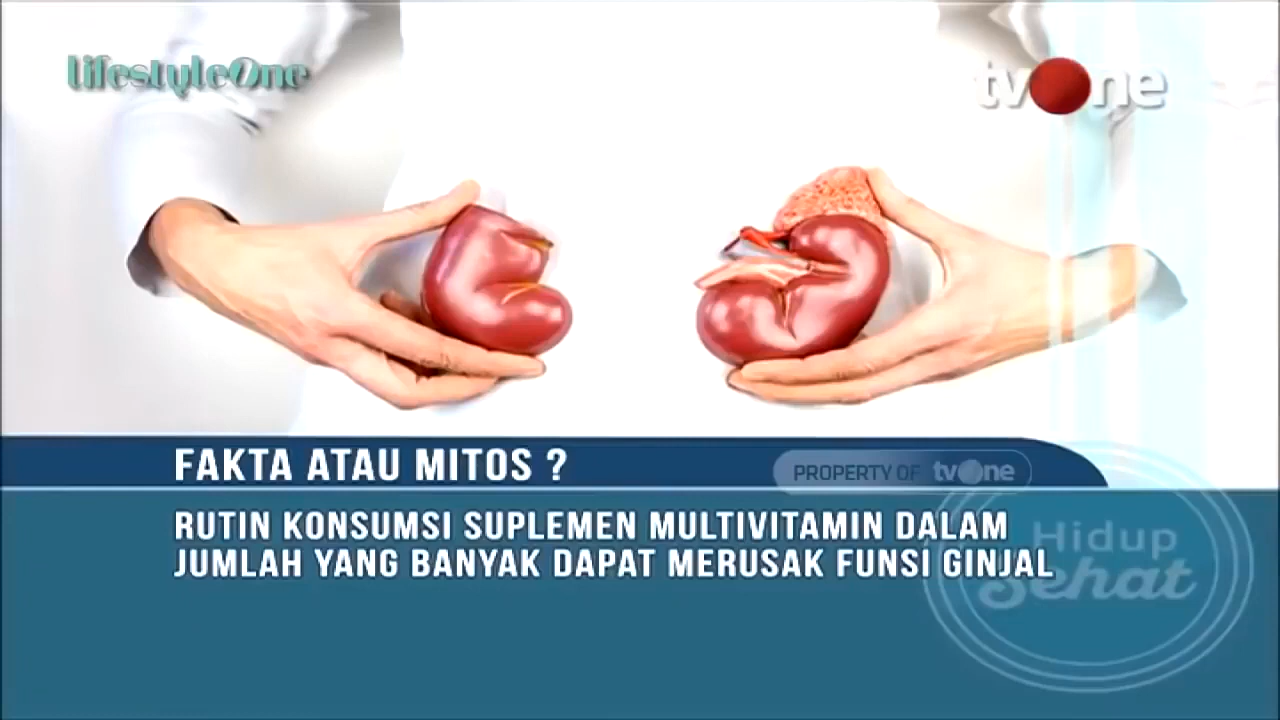 lifestyleOne
tvOne
FAKTA ATAU MITOS ?
PROPERTY OF tvOne
RUTIN KONSUMSI SUPLEMEN MULTIVITAMIN DALAM
JUMLAH YANG BANYAK DAPAT MERUSAK FUNSI GINJAL
Hidup
Sehat